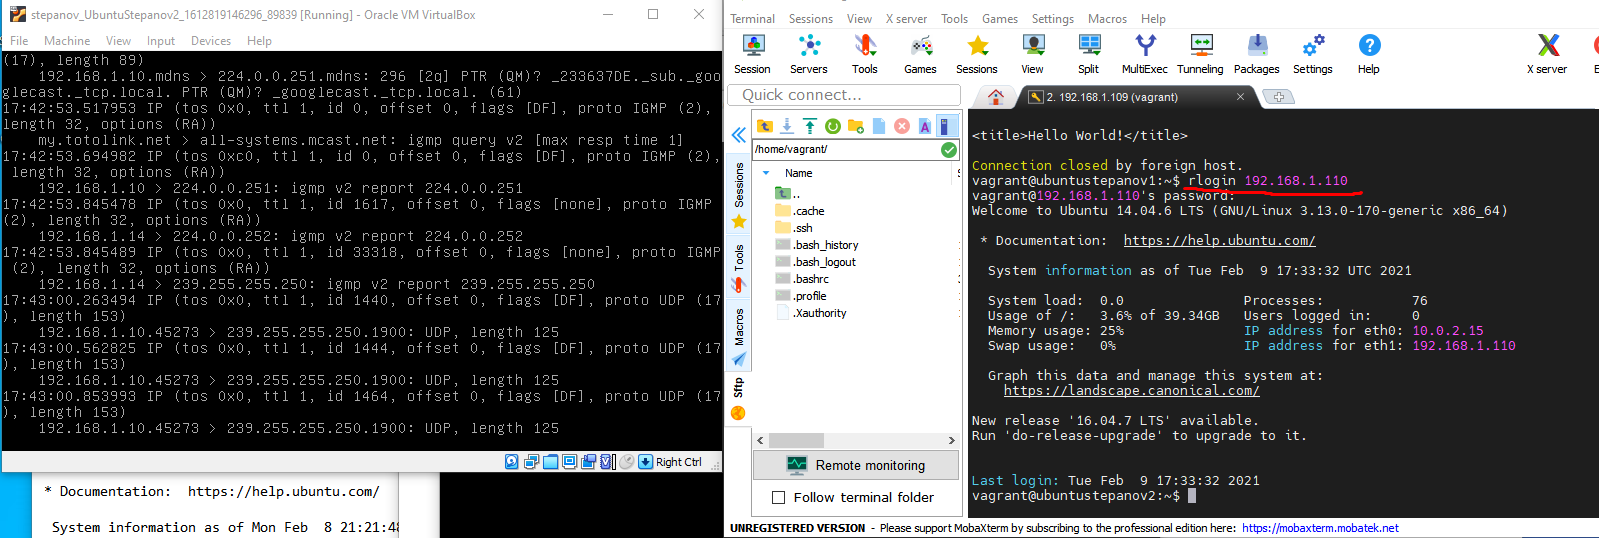 stepanov_UbuntuStepanov2_1612819146296_89839 [Running] - Oracle VM VirtualBox
File Machine View Input Devices Help
(17), length 89)
192.168.1.10.mdns > 224.0.0.251.mdns: 296 [2q] PTR (QM)? _233637DE._sub._goo
glecast._tcp.local. PTR (QM)? _googlecast._tcp.local. (61)
17:42:53.517953 IP (tos 0x0, ttl 1, id 0, offset 0, flags [DF], proto IGMP (2),
length 32, options (RA))
my.totolink.net > all-systems.mcast.net: igmp query v2 [max resp time 1]
17:42:53.694982 IP (tos 0xc0, ttl 1, id 0, offset 0, flags [DF], proto IGMP (2),
length 32, options (RA))
192.168.1.10 > 224.0.0.251: igmp v2 report 224.0.0.251
17:42:53.845478 IP (tos 0x0, ttl 1, id 1617, offset 0, flags [none], proto IGMP
(2), length 32, options (RA))
192.168.1.14 > 224.0.0.252: igmp v2 report 224.0.0.252
17:42:53.845489 IP (tos 0x0, ttl 1, id 33318, offset 0, flags [none], proto IGMP
(2), length 32, options (RA))
192.168.1.14 > 239.255.255.250: igmp v2 report 239.255.255.250
17:43:00.263494 IP (tos 0x0, ttl 1, id 1440, offset 0, flags [DF], proto UDP (17
), length 153)
192.168.1.10.45273 > 239.255.255.250.1900: UDP, length 125
17:43:00.562825 IP (tos 0x0, ttl 1, id 1444, offset 0, flags [DF], proto UDP (17
), length 153)
192.168.1.10.45273 > 239.255.255.250.1900: UDP, length 125
17:43:00.853993 IP (tos 0x0, ttl 1, id 1464, offset 0, flags [DF], proto UDP (17
), length 153)
192.168.1.10.45273 > 239.255.255.250.1900: UDP, length 125
Right Ctrl
* Documentation: https://help.ubuntu.com/
System information as of Mon Feb 8 21:21:48
Terminal Sessions View X server Tools Games Settings Macros Help
Session Servers Tools Games Sessions View Split MultiExec Tunneling Packages Settings Help X server
Quick connect...
2. 192.168.1.109 (vagrant)
/home/vagrant/
Name
..
.cache
.ssh
.bash_history
.bash_logout
.bashrc
.profile
.Xauthority
Sessions
Tools
Macros
Sftp
Remote monitoring
Follow terminal folder
<title>Hello World!</title>
Connection closed by foreign host.
vagrant@ubuntustepanov1:~$ rlogin 192.168.1.110
vagrant@192.168.1.110's password:
Welcome to Ubuntu 14.04.6 LTS (GNU/Linux 3.13.0-170-generic x86_64)
* Documentation: https://help.ubuntu.com/
System information as of Tue Feb 9 17:33:32 UTC 2021
System load: 0.0 Processes: 76
Usage of /: 3.6% of 39.34GB Users logged in: 0
Memory usage: 25% IP address for eth0: 10.0.2.15
Swap usage: 0% IP address for eth1: 192.168.1.110
Graph this data and manage this system at:
https://landscape.canonical.com/
New release '16.04.7 LTS' available.
Run 'do-release-upgrade' to upgrade to it.
Last login: Tue Feb 9 17:33:32 2021
vagrant@ubuntustepanov2:~$
UNREGISTERED VERSION - Please support MobaXterm by subscribing to the professional edition here: https://mobaxterm.mobatek.net